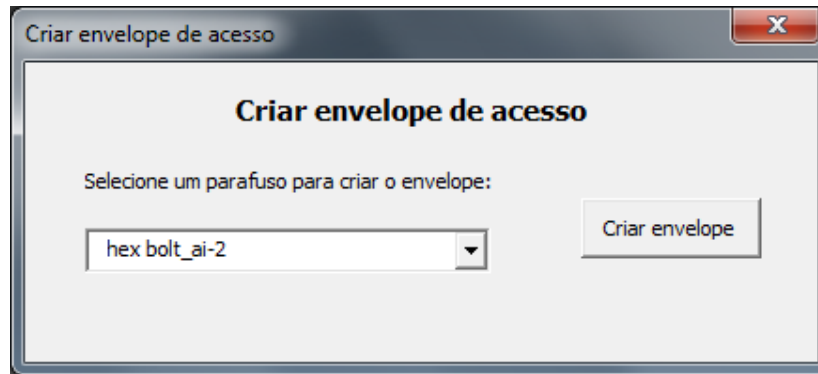 Criar envelope de acesso
Criar envelope de acesso
Selecione um parafuso para criar o envelope:
Criar envelope
hex bolt_ai-2